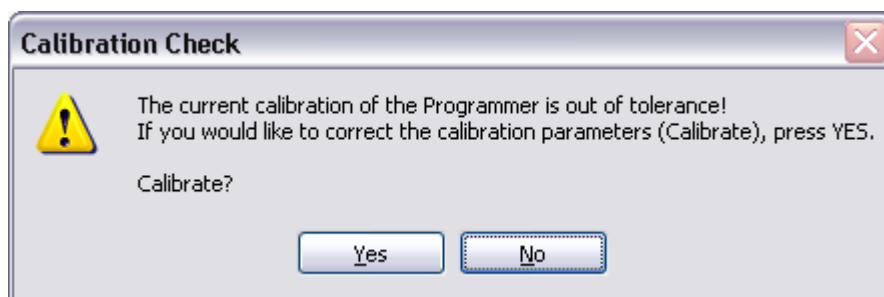 Calibration Check
The current calibration of the Programmer is out of tolerance!
If you would like to correct the calibration parameters (Calibrate), press YES.
Calibrate?
Yes No